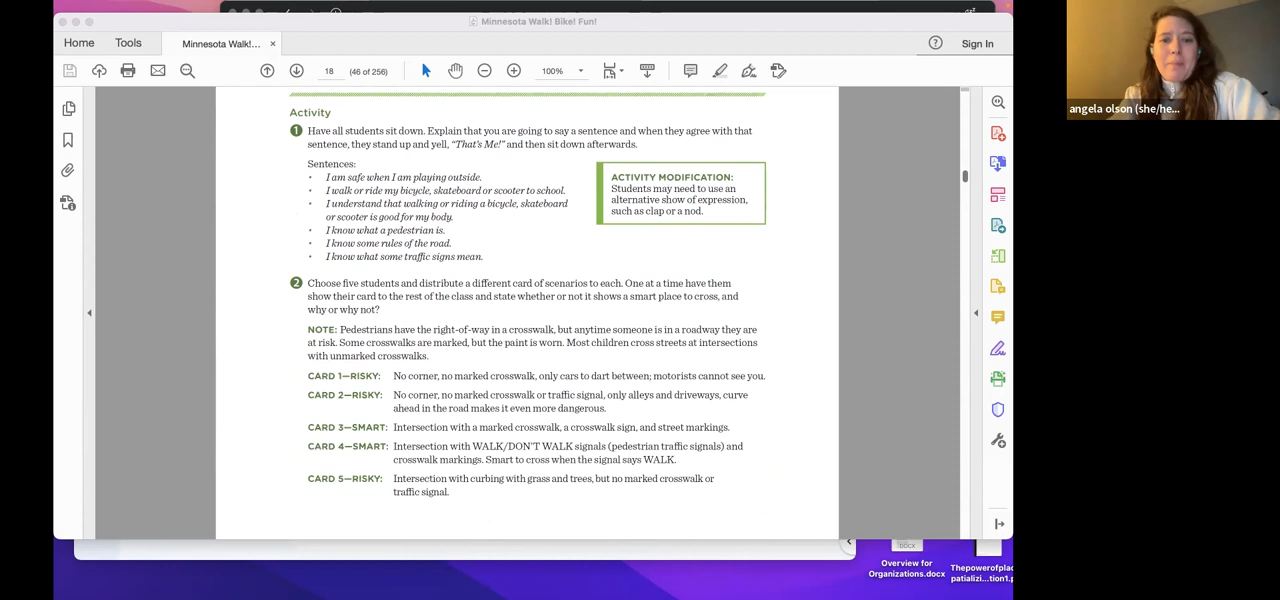 Minnesota Walk! Bike! Fun!
Home
Tools
Minnesota Walk!... ×
Sign In
18
(46 of 256)
100%
angela olson (she/he...
Activity
1 Have all students sit down. Explain that you are going to say a sentence and when they agree with that
sentence, they stand up and yell, “That’s Me!” and then sit down afterwards.
Sentences:
• I am safe when I am playing outside.
• I walk or ride my bicycle, skateboard or scooter to school.
• I understand that walking or riding a bicycle, skateboard
or scooter is good for my body.
• I know what a pedestrian is.
• I know some rules of the road.
• I know what some traffic signs mean.
ACTIVITY MODIFICATION:
Students may need to use an
alternative show of expression,
such as clap or a nod.
2 Choose five students and distribute a different card of scenarios to each. One at a time have them
show their card to the rest of the class and state whether or not it shows a smart place to cross, and
why or why not?
NOTE: Pedestrians have the right-of-way in a crosswalk, but anytime someone is in a roadway they are
at risk. Some crosswalks are marked, but the paint is worn. Most children cross streets at intersections
with unmarked crosswalks.
CARD 1—RISKY: No corner, no marked crosswalk, only cars to dart between; motorists cannot see you.
CARD 2—RISKY: No corner, no marked crosswalk or traffic signal, only alleys and driveways, curve
ahead in the road makes it even more dangerous.
CARD 3—SMART: Intersection with a marked crosswalk, a crosswalk sign, and street markings.
CARD 4—SMART: Intersection with WALK/DON’T WALK signals (pedestrian traffic signals) and
crosswalk markings. Smart to cross when the signal says WALK.
CARD 5—RISKY: Intersection with curbing with grass and trees, but no marked crosswalk or
traffic signal.
DOCX
Overview for
Organizations.docx
Thepowerofplac
patializi...tion1.p